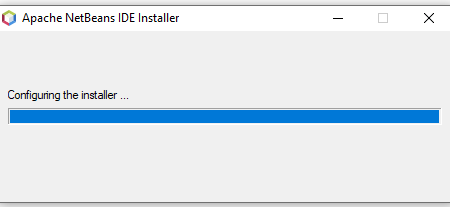 Apache NetBeans IDE Installer
Configuring the installer ...